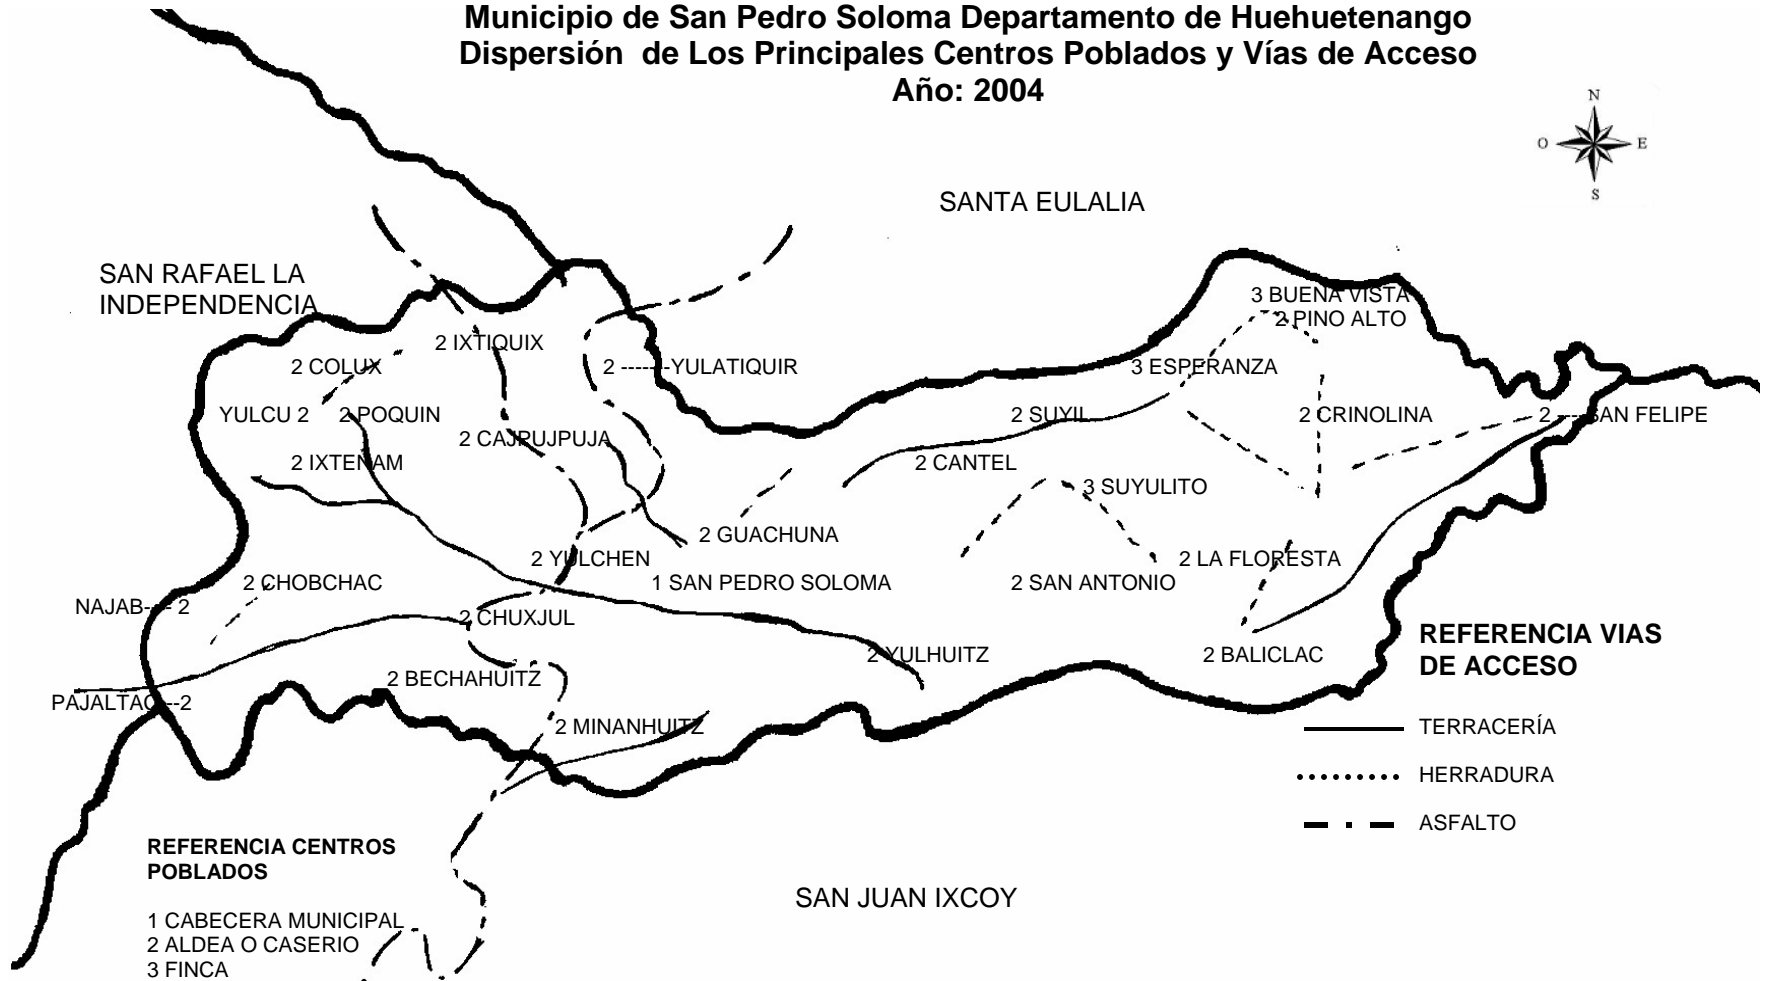 Municipio de San Pedro Soloma Departamento de Huehuetenango
Dispersión de Los Principales Centros Poblados y Vías de Acceso
Año: 2004
N
O
E
S
SANTA EULALIA
SAN RAFAEL LA
INDEPENDENCIA
3 BUENA VISTA
2 PINO ALTO
2 IXTIQUIX
2 COLUX
2 -------YULATIQUIR
3 ESPERANZA
YULCU 2
2 POQUIN
2 SUYIL
2 CRINOLINA
2 ----SAN FELIPE
2 CAJPUJPUJA
2 IXTENAM
2 CANTEL
3 SUYULITO
2 GUACHUNA
2 YULCHEN
2 LA FLORESTA
2 CHOBCHAC
1 SAN PEDRO SOLOMA
2 SAN ANTONIO
NAJAB---- 2
2 CHUXJUL
2 YULHUITZ
2 BALICLAC
2 BECHAHUITZ
PAJALTAC---2
2 MINANHUITZ
REFERENCIA VIAS
DE ACCESO
TERRACERÍA
HERRADURA
ASFALTO
REFERENCIA CENTROS
POBLADOS
1 CABECERA MUNICIPAL
2 ALDEA O CASERIO
3 FINCA
SAN JUAN IXCOY